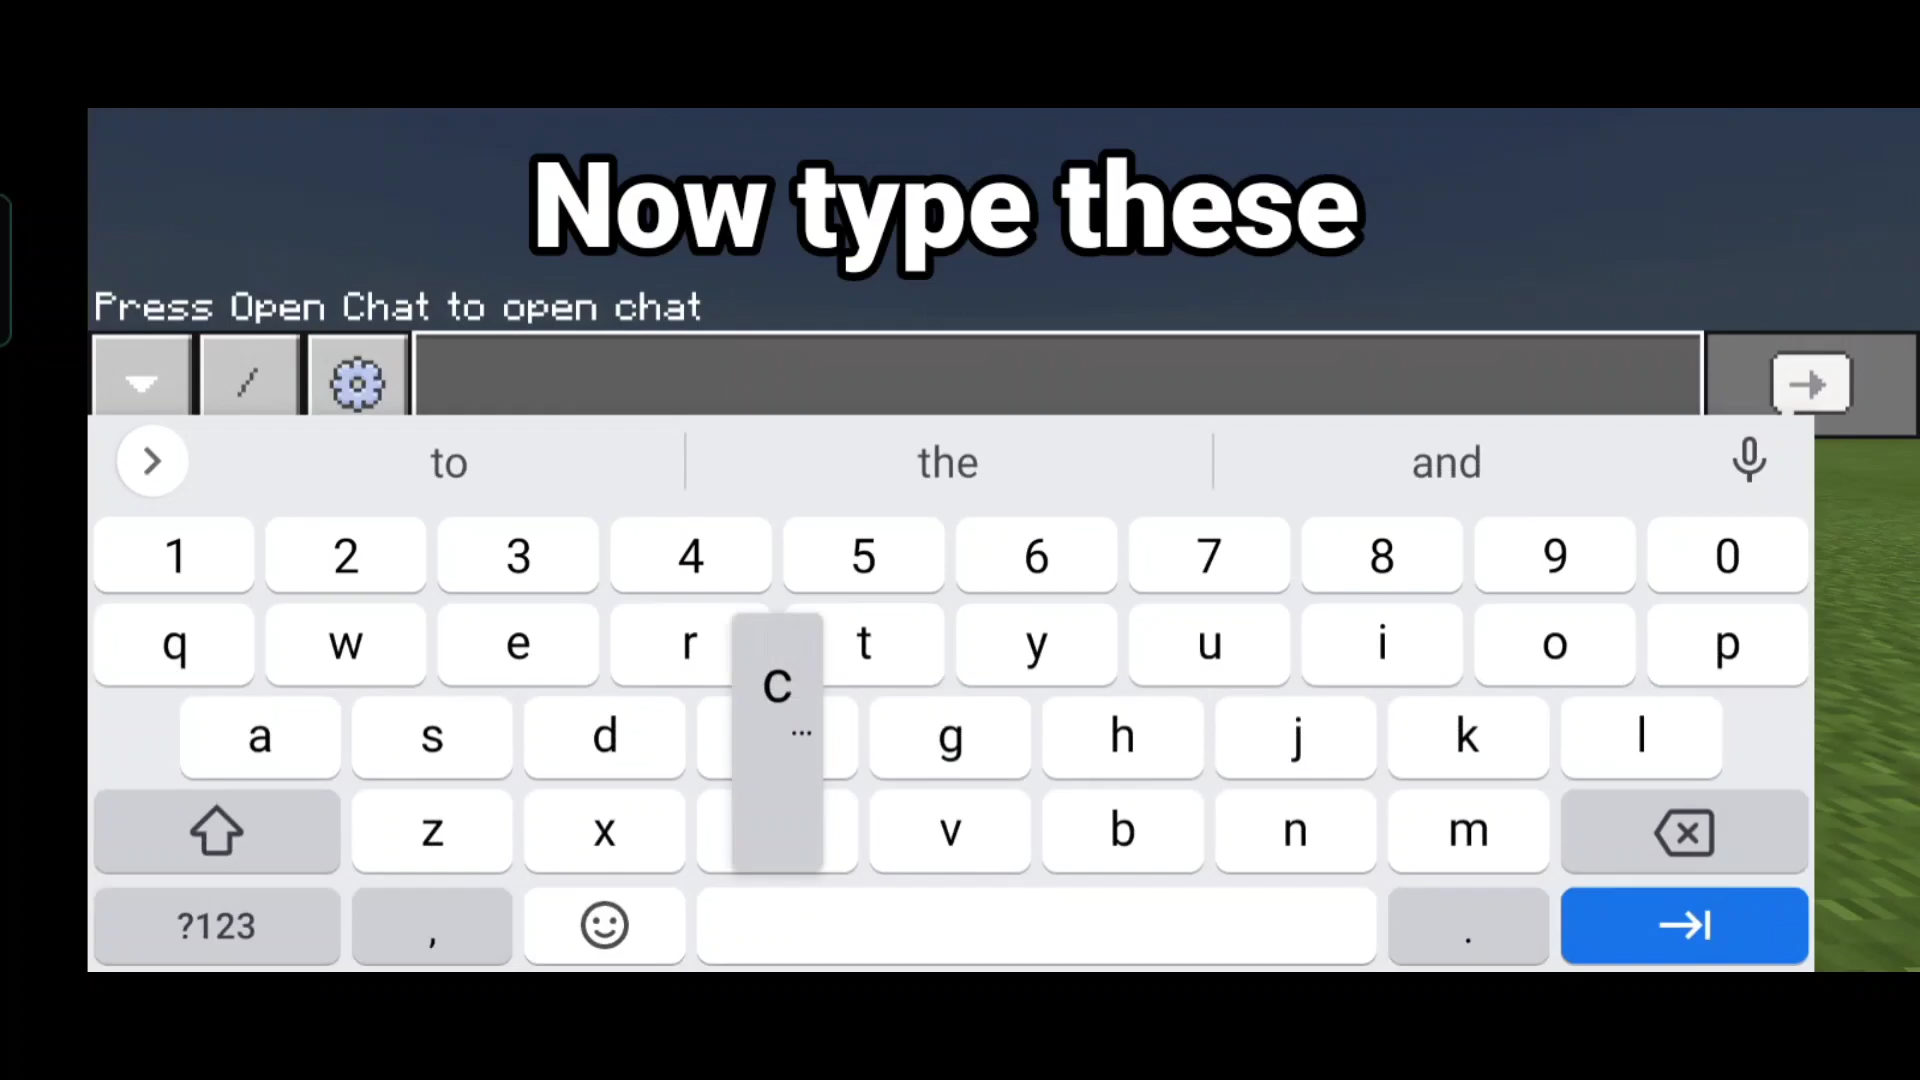 Now type these
Press Open Chat to open chat
/
to the and
1 2 3 4 5 6 7 8 9 0
q w e r t y u i o p
c
...
a s d g h j k l
z x v b n m
?123 , .